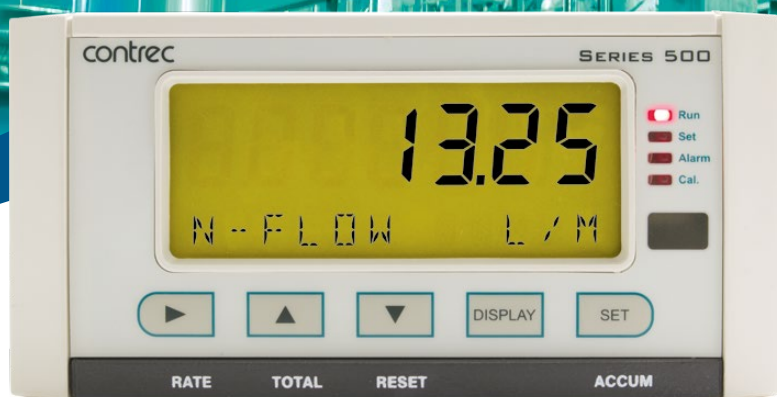 contrec SERIES 500
13.25
N-FLOW L/M
Run
Set
Alarm
Cal.
DISPLAY SET
RATE TOTAL RESET ACCUM